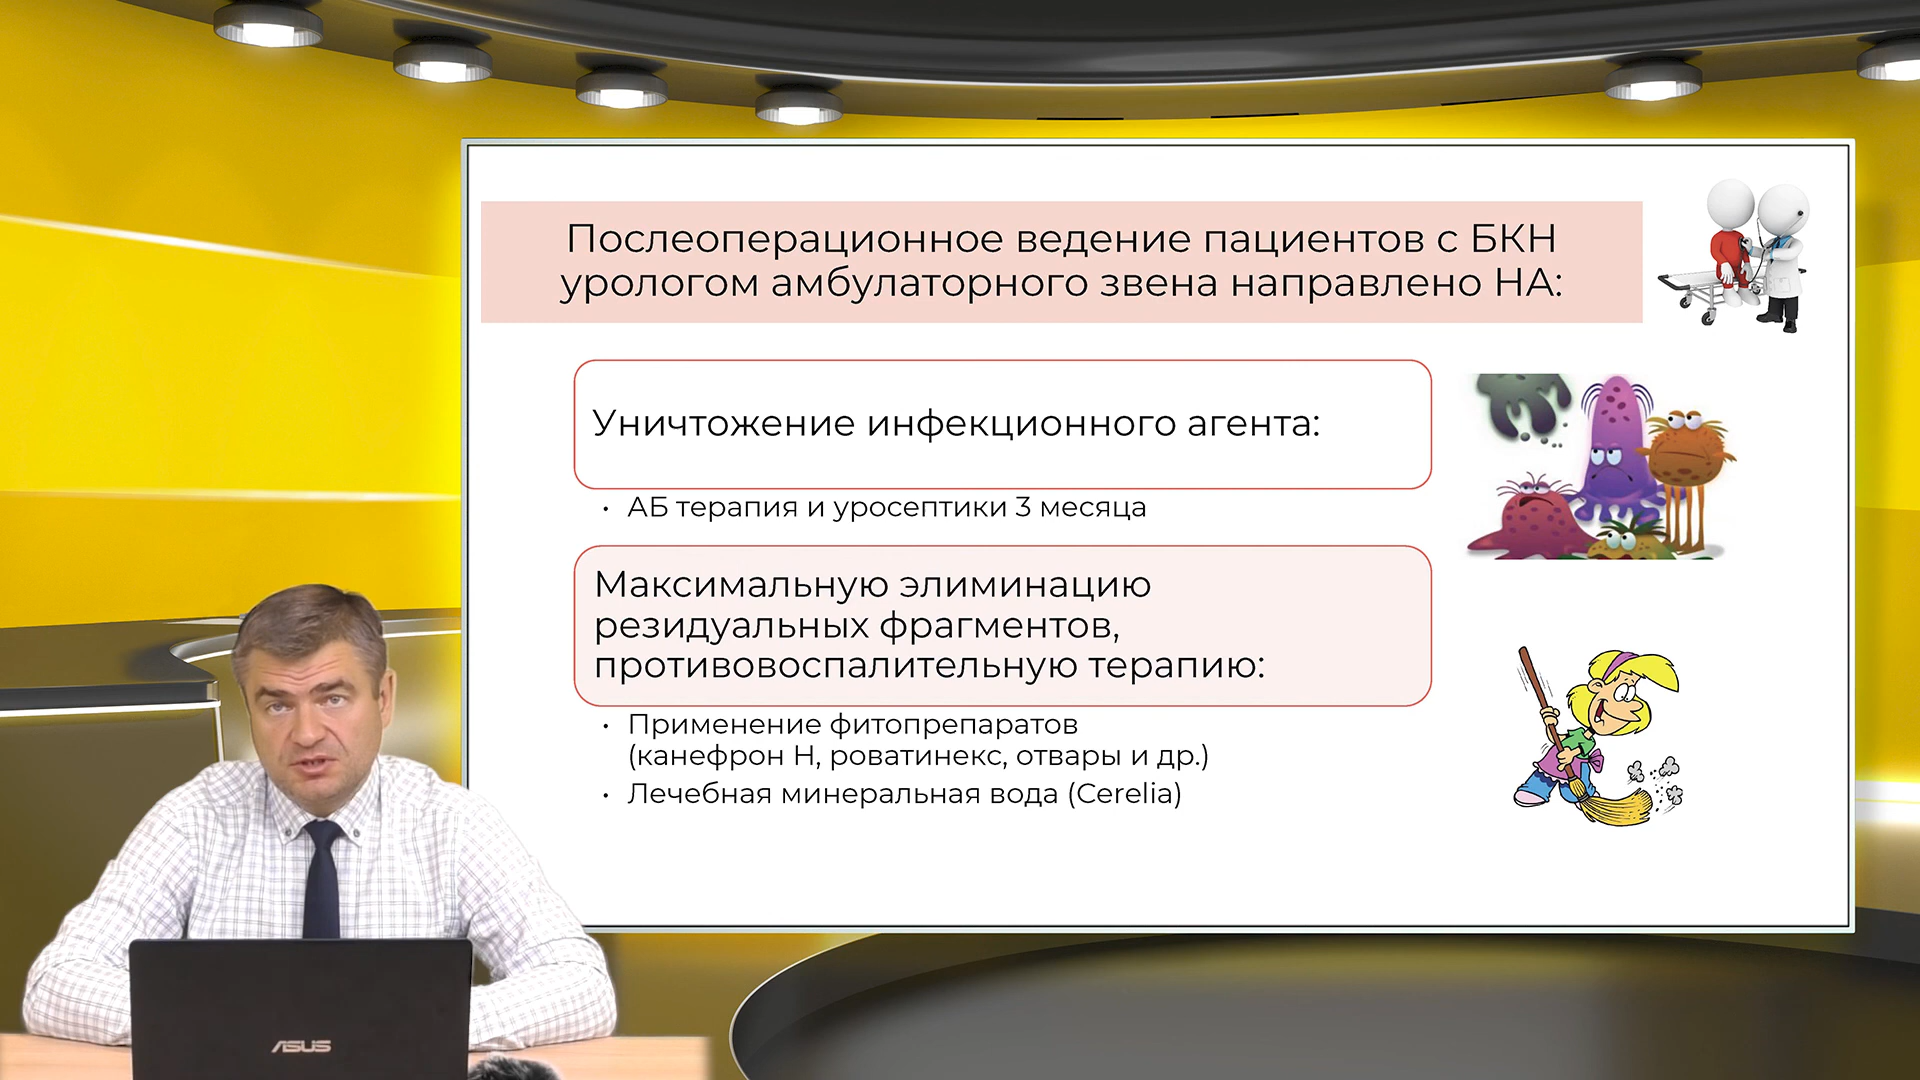 Послеоперационное ведение пациентов с БКН
урологом амбулаторного звена направлено НА:
Уничтожение инфекционного агента:
• АБ терапия и уросептики 3 месяца
Максимальную элиминацию
резидуальных фрагментов,
противовоспалительную терапию:
• Применение фитопрепаратов
(канефрон Н, роватинекс, отвары и др.)
• Лечебная минеральная вода (Cerelia)
ASUS